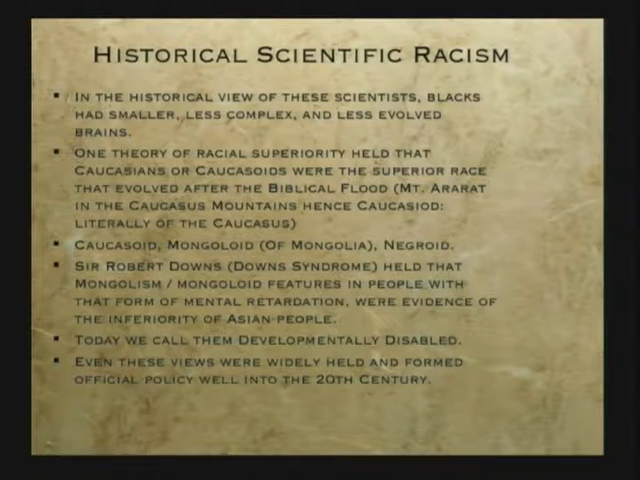 Historical Scientific Racism
▪ In the historical view of these scientists, blacks
had smaller, less complex, and less evolved
brains.
▪ One theory of racial superiority held that
Caucasians or Caucasoids were the superior race
that evolved after the Biblical Flood (Mt. Ararat
in the Caucasus Mountains hence Caucasiod:
literally of the Caucasus)
▪ Caucasoid, Mongoloid (Of Mongolia), Negroid.
▪ Sir Robert Downs (Downs Syndrome) held that
Mongolism / mongoloid features in people with
that form of mental retardation, were evidence of
the inferiority of Asian people.
▪ Today we call them Developmentally Disabled.
▪ Even these views were widely held and formed
official policy well into the 20th Century.